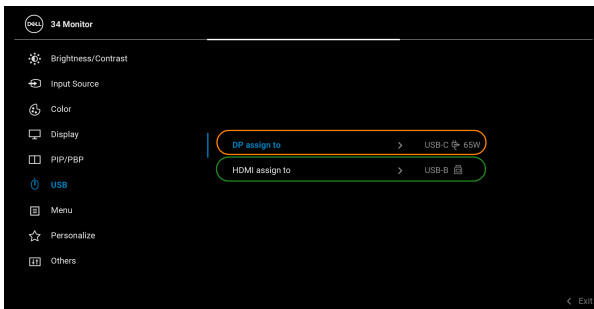 DELL 34 Monitor
Brightness/Contrast
Input Source
Color
Display
DP assign to > USB-C 65W
PIP/PBP
HDMI assign to > USB-B
USB
Menu
Personalize
Others
< Exit